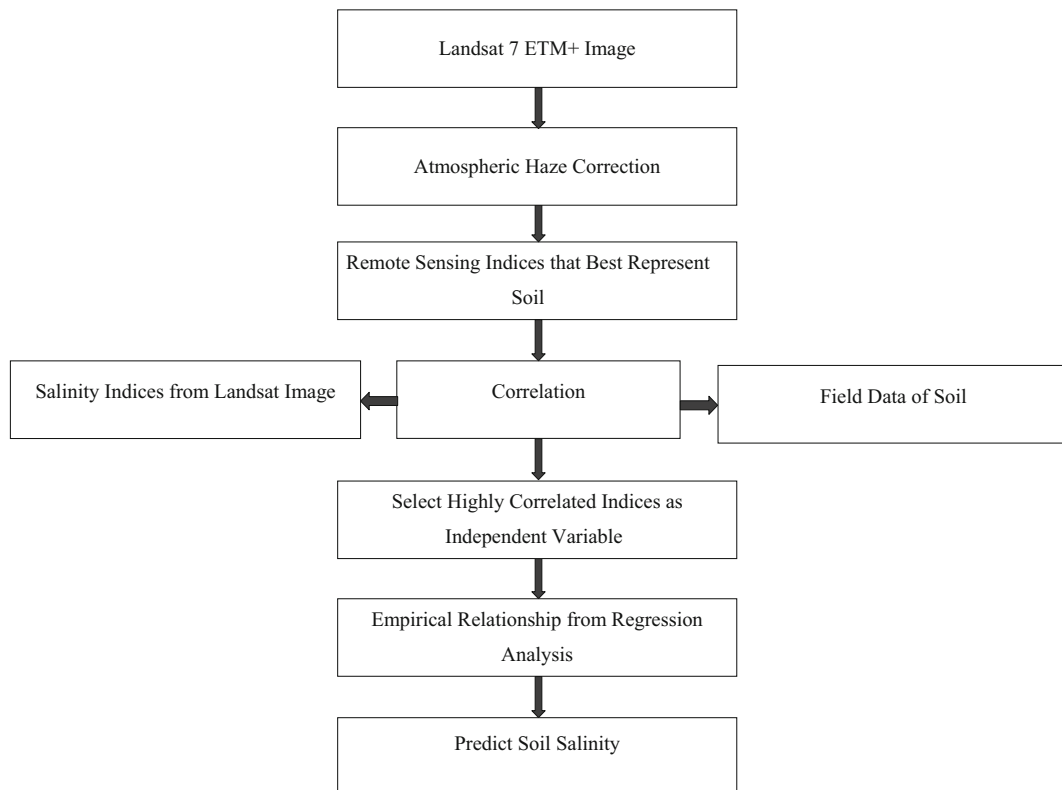 Landsat 7 ETM+ Image
Atmospheric Haze Correction
Remote Sensing Indices that Best Represent
Soil
Salinity Indices from Landsat Image
Correlation
Field Data of Soil
Select Highly Correlated Indices as
Independent Variable
Empirical Relationship from Regression
Analysis
Predict Soil Salinity